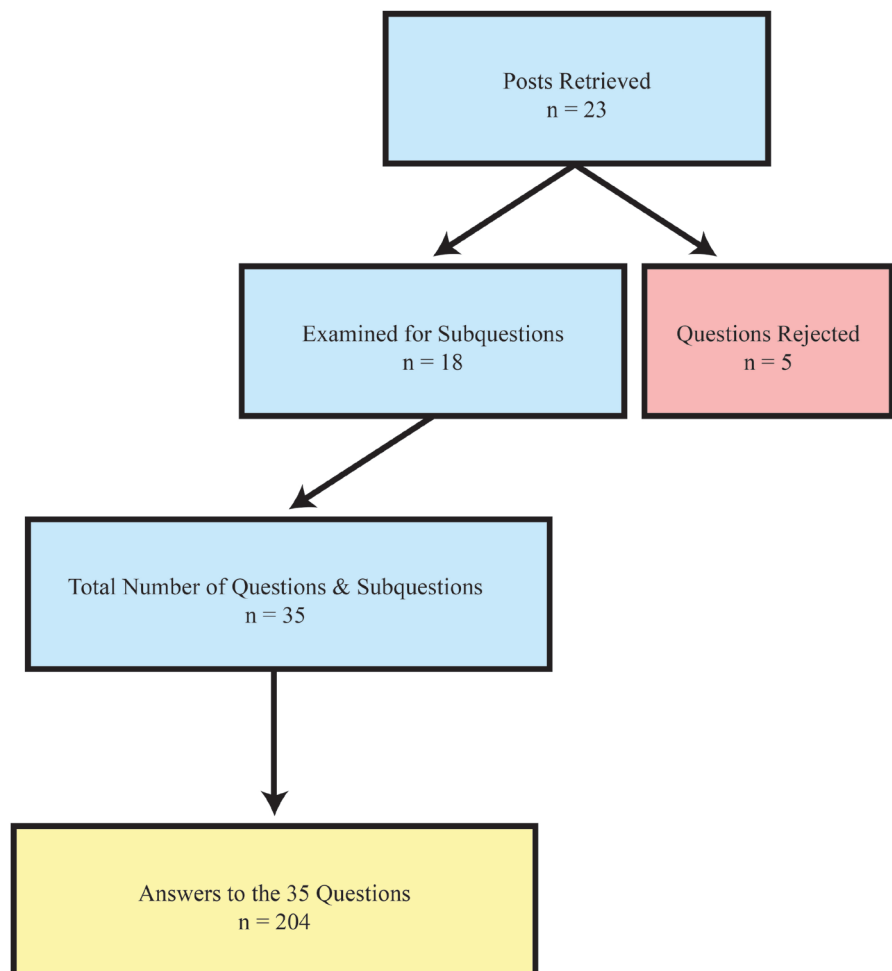 Posts Retrieved
n = 23
Examined for Subquestions
n = 18
Questions Rejected
n = 5
Total Number of Questions & Subquestions
n = 35
Answers to the 35 Questions
n = 204